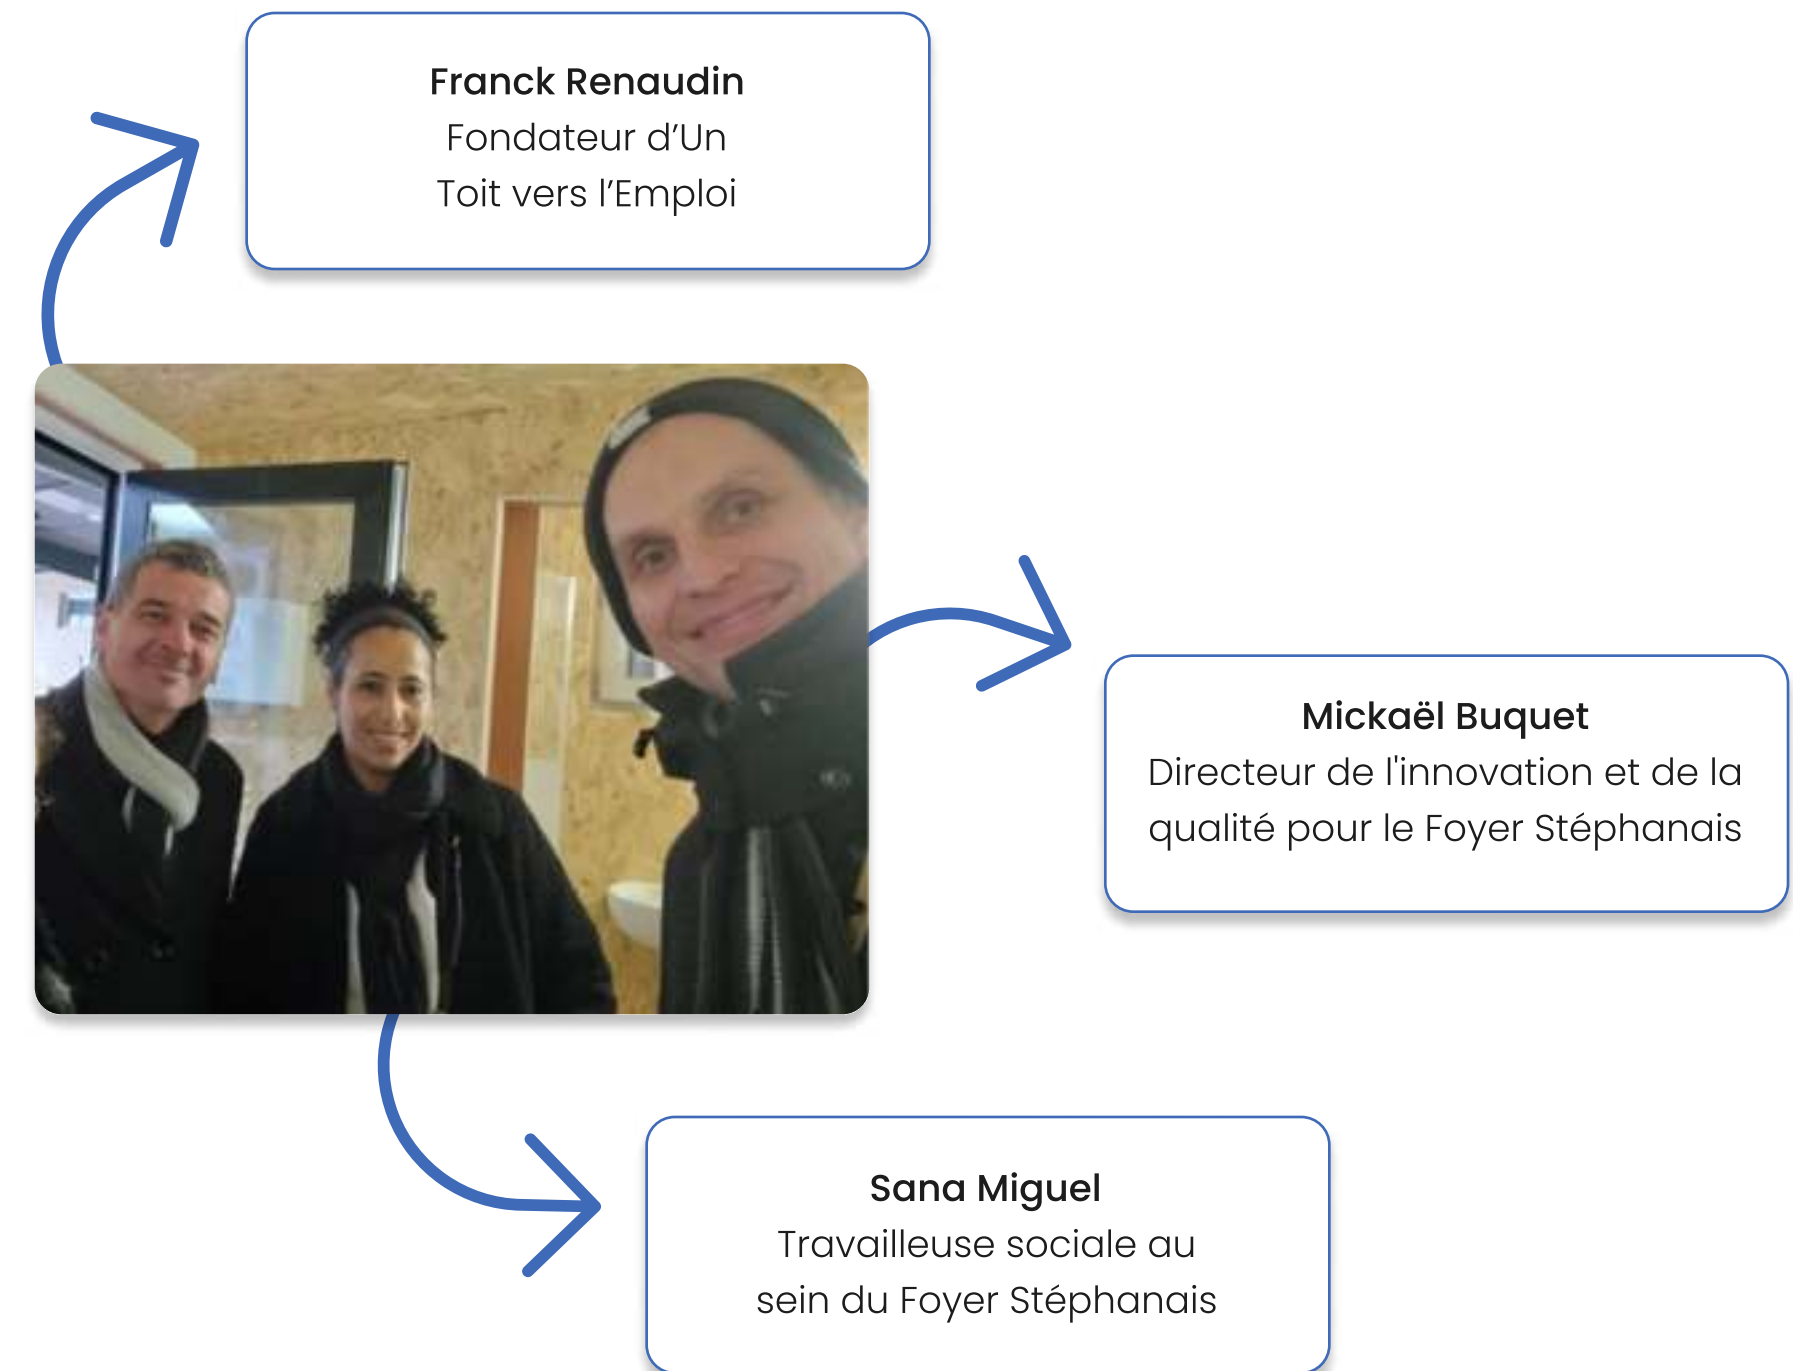 Franck Renaudin
Fondateur d’Un
Toit vers l’Emploi
Mickaël Buquet
Directeur de l'innovation et de la
qualité pour le Foyer Stéphanais
Sana Miguel
Travailleuse sociale au
sein du Foyer Stéphanais